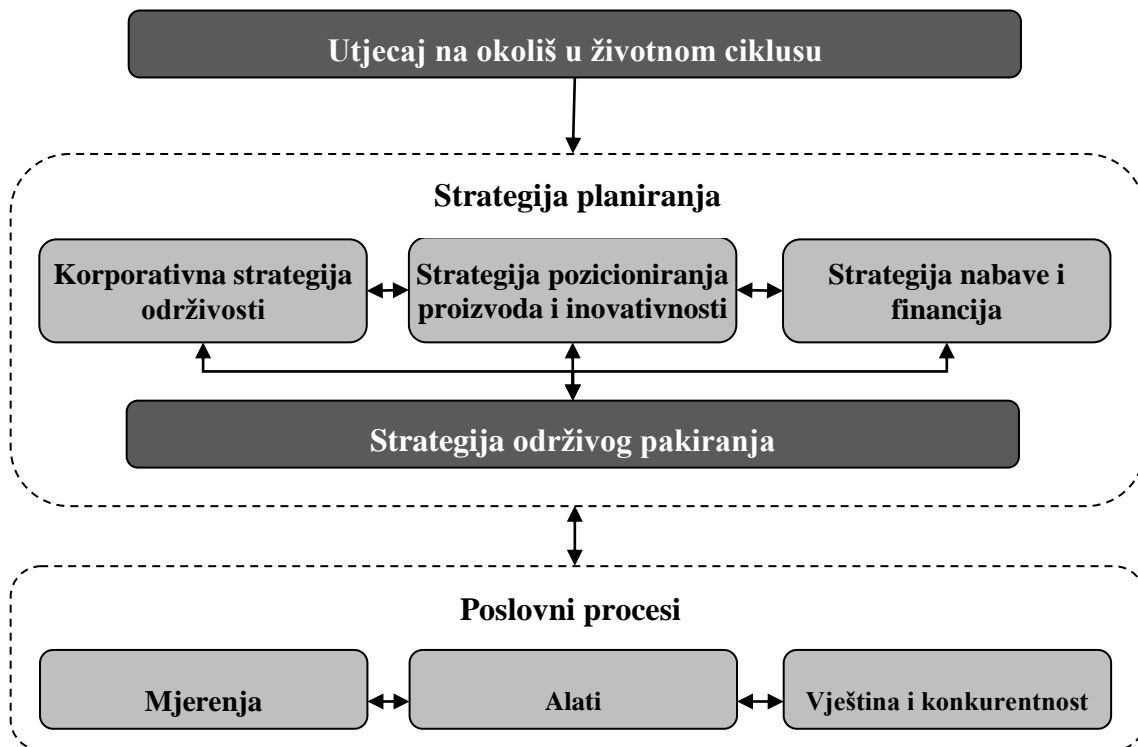 Utjecaj na okoliš u životnom ciklusu
Strategija planiranja
Korporativna strategija
održivosti
Strategija pozicioniranja
proizvoda i inovativnosti
Strategija nabave i
financija
Strategija održivog pakiranja
Poslovni procesi
Mjerenja
Alati
Vještina i konkurentnost